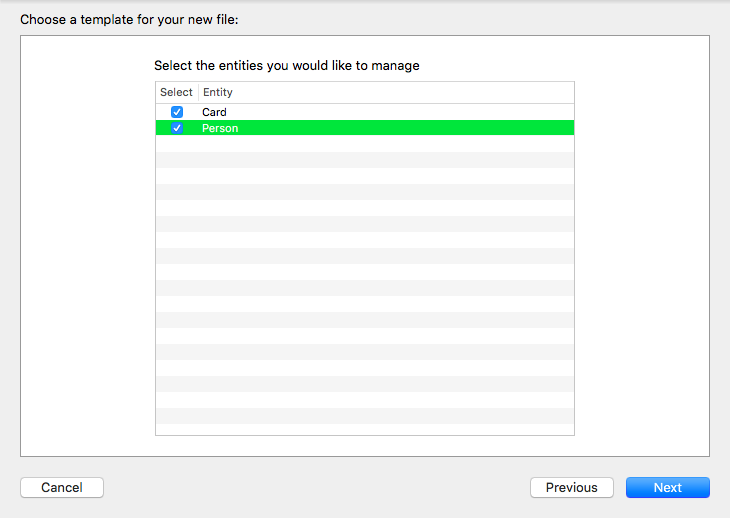 Choose a template for your new file:
Select the entities you would like to manage
Select Entity
Card
Person
Cancel Previous Next